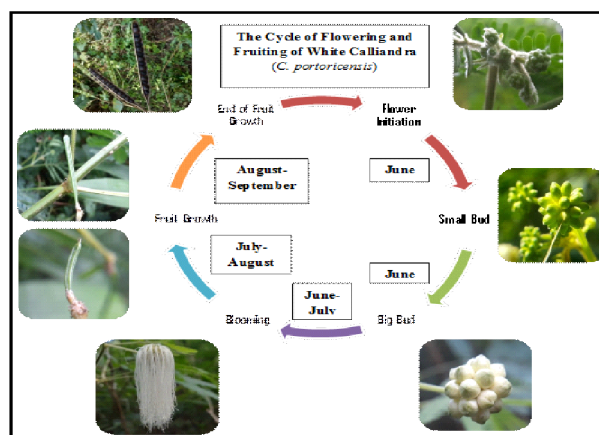 The Cycle of Flowering and
Fruiting of White Calliandra
(C. portoricensis)
End of Fruit
Growth
Flower
Initiation
August-
September
June
Fruit Growth
Small Bud
July-
August
June
June-
July
Blooming
Big Bud